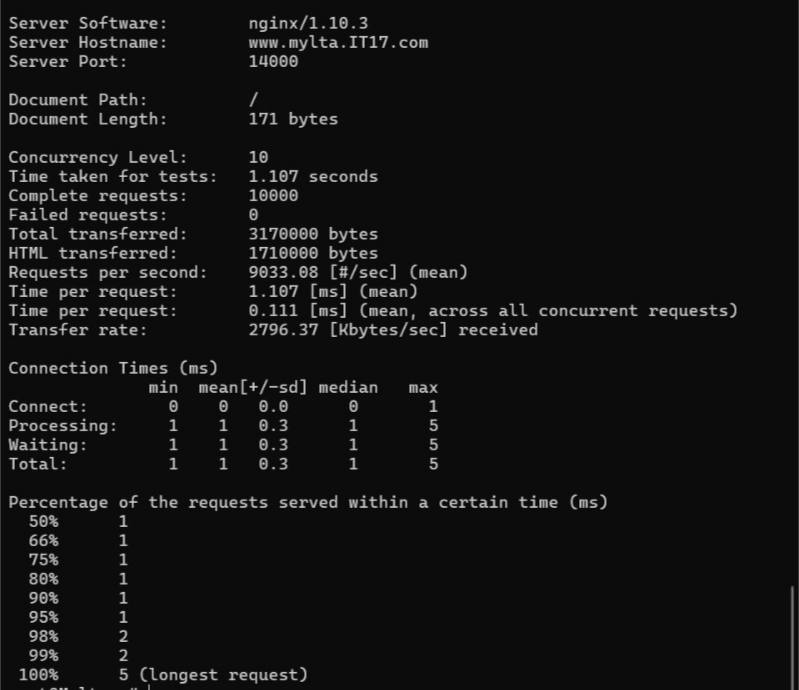 Server Software:        nginx/1.10.3
Server Hostname:        www.mylta.IT17.com
Server Port:            14000
Document Path:          /
Document Length:        171 bytes
Concurrency Level:      10
Time taken for tests:   1.107 seconds
Complete requests:      10000
Failed requests:        0
Total transferred:      3170000 bytes
HTML transferred:       1710000 bytes
Requests per second:    9033.08 [#/sec] (mean)
Time per request:       1.107 [ms] (mean)
Time per request:       0.111 [ms] (mean, across all concurrent requests)
Transfer rate:          2796.37 [Kbytes/sec] received
Connection Times (ms)
              min  mean[+/-sd] median   max
Connect:        0    0   0.0      0       1
Processing:     1    1   0.3      1       5
Waiting:        1    1   0.3      1       5
Total:          1    1   0.3      1       5
Percentage of the requests served within a certain time (ms)
  50%      1
  66%      1
  75%      1
  80%      1
  90%      1
  95%      1
  98%      2
  99%      2
 100%      5 (longest request)